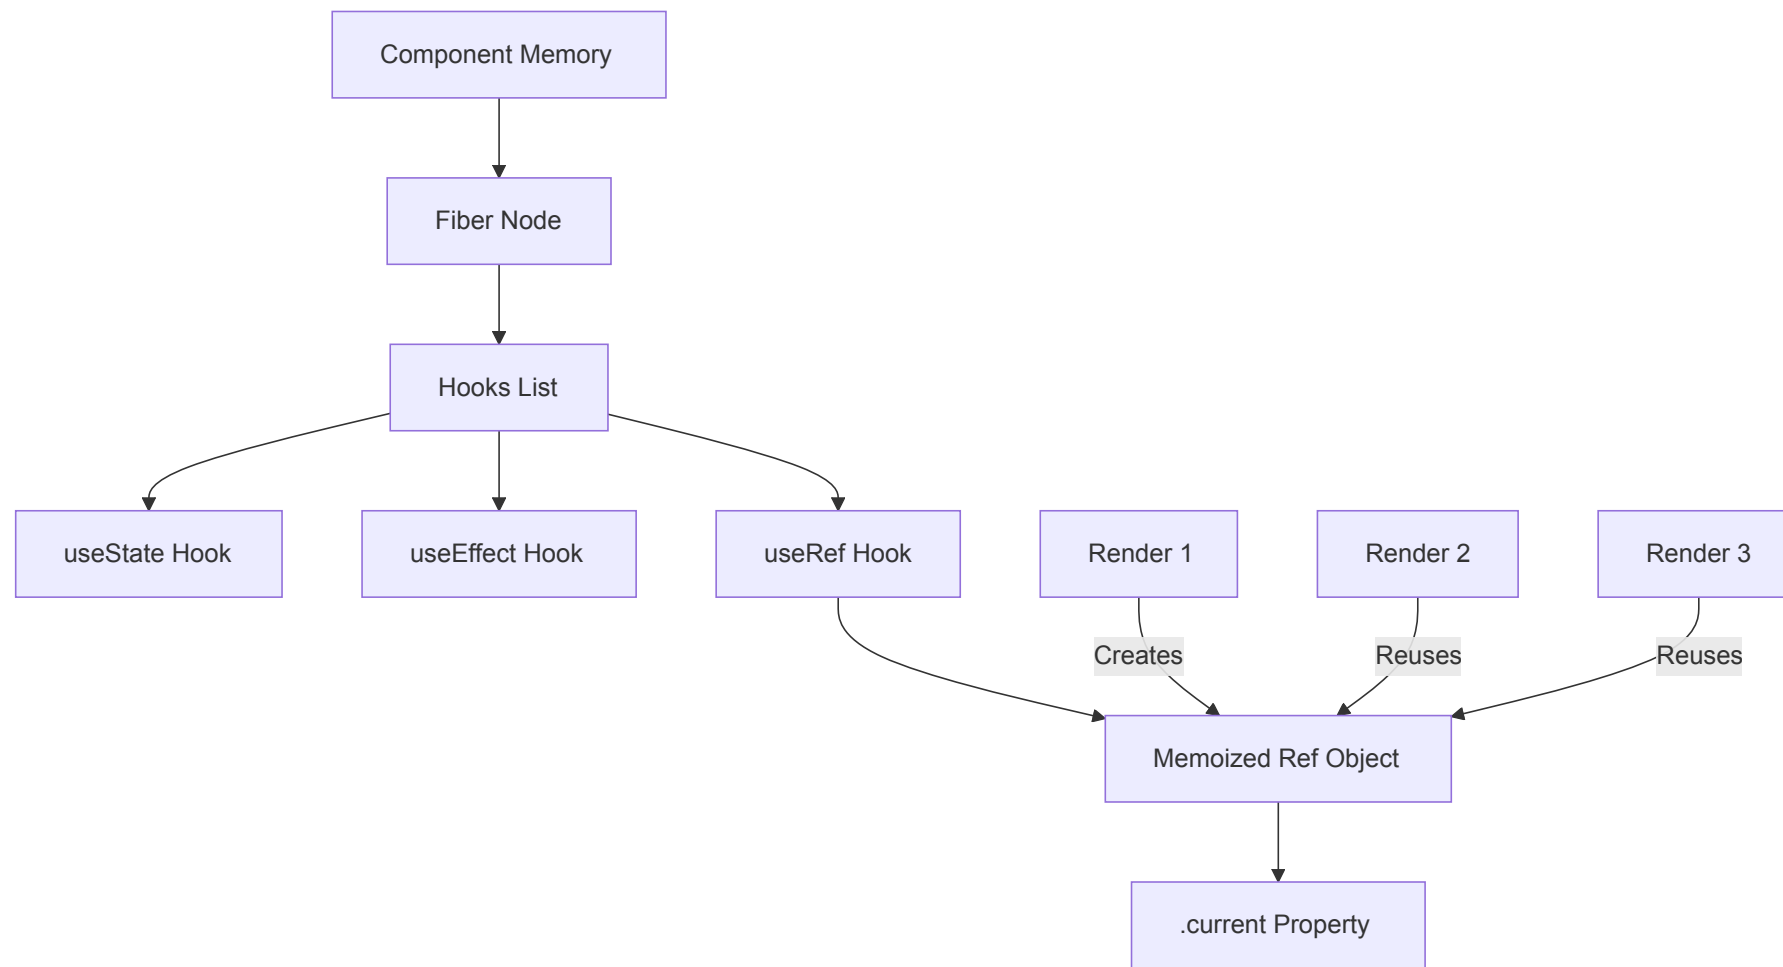 Component Memory
Fiber Node
Hooks List
useState Hook
useEffect Hook
useRef Hook
Render 1
Render 2
Render 3
Creates
Reuses
Reuses
Memoized Ref Object
.current Property